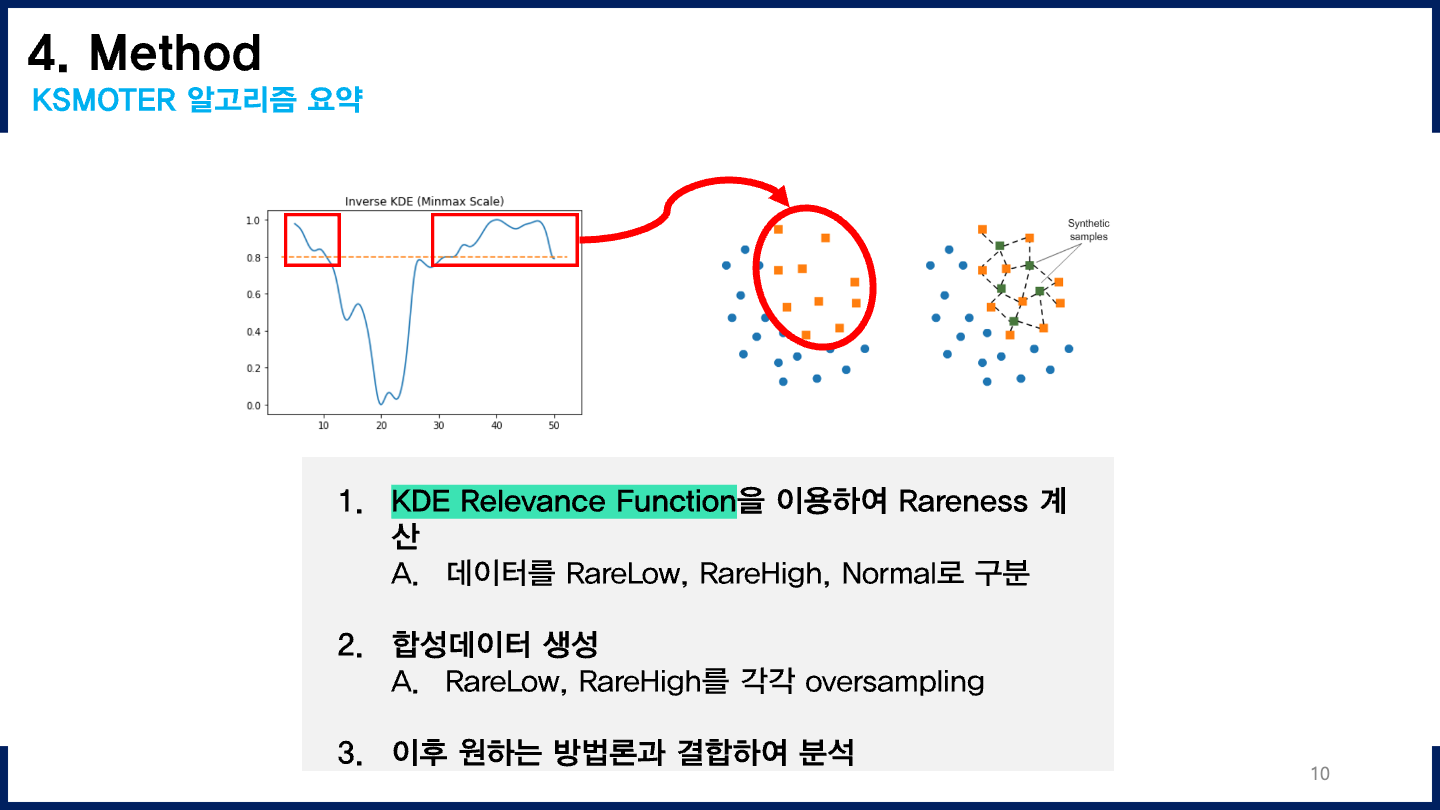 4. Method
KSMOTER 알고리즘 요약
Inverse KDE (Minmax Scale)
1.0
0.8
0.6
0.4
0.2
0.0
10 20 30 40 50
Synthetic
samples
1. KDE Relevance Function을 이용하여 Rareness 계
산
A. 데이터를 RareLow, RareHigh, Normal로 구분
2. 합성데이터 생성
A. RareLow, RareHigh를 각각 oversampling
3. 이후 원하는 방법론과 결합하여 분석
10